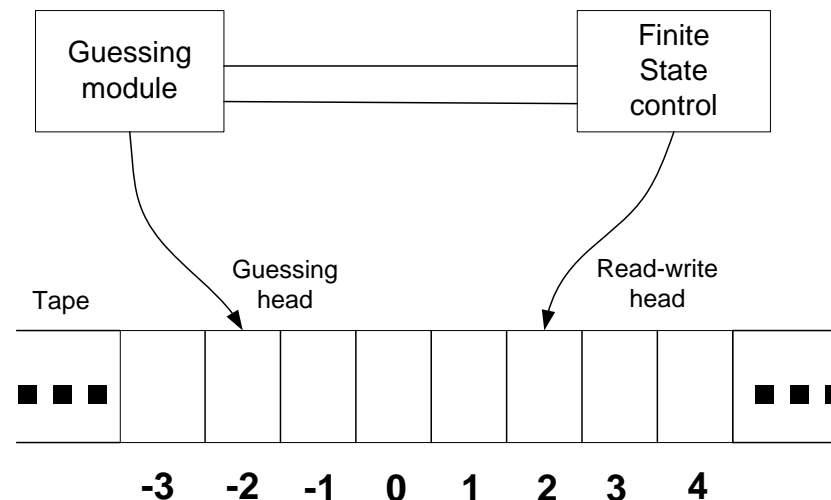 Guessing
module
Finite
State
control
Guessing
head
Read-write
head
Tape
-3 -2 -1 0 1 2 3 4